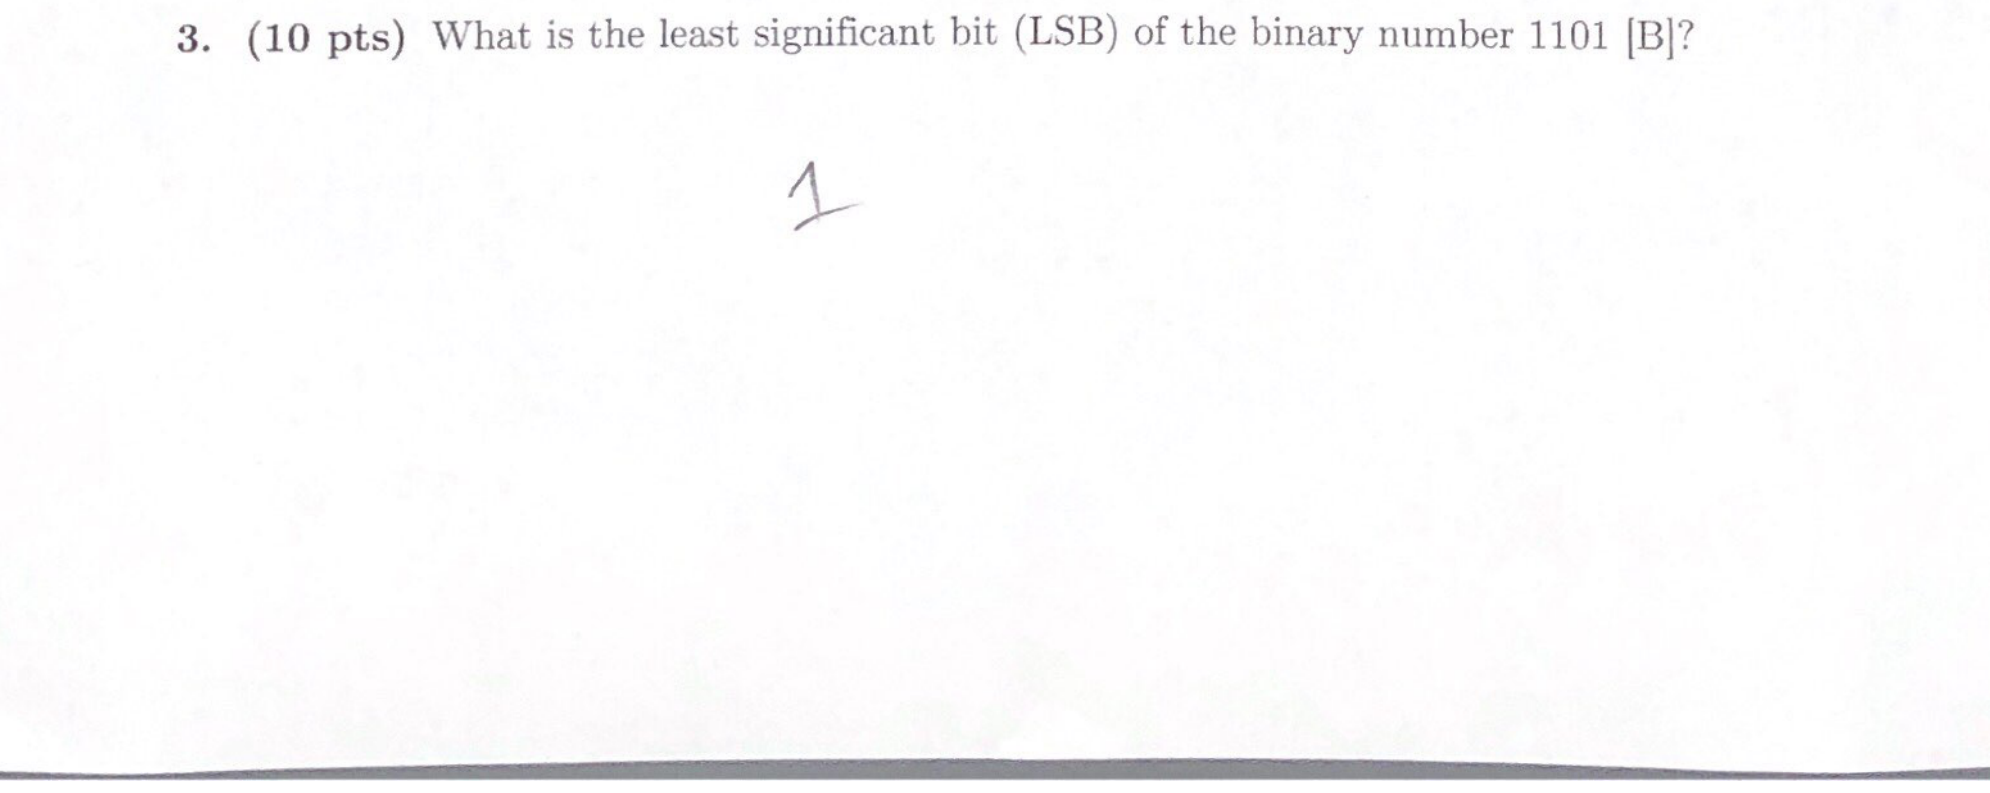 3. (10 pts) What is the least significant bit (LSB) of the binary number 1101 [B]?
1